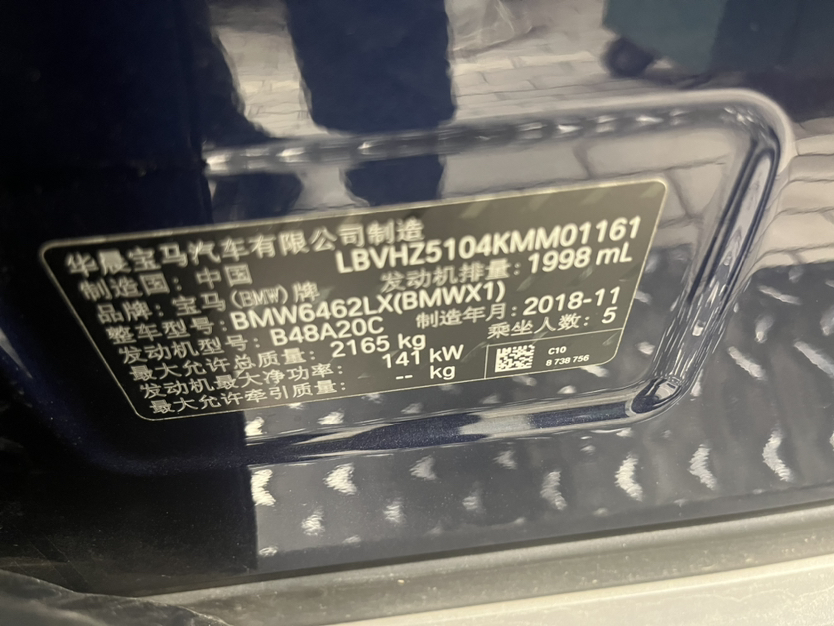 华晨宝马汽车有限公司制造
制造国：中国 LBVHZ5104KMM01161
品牌：宝马(BMW)牌 发动机排量：1998 mL
整车型号：BMW6462LX(BMWX1)
发动机型号：B48A20C 制造年月：2018-11
最大允许总质量：2165 kg 乘坐人数：5
发动机最大净功率：141 kW
最大允许牵引质量：-- kg
C10
8 738 756